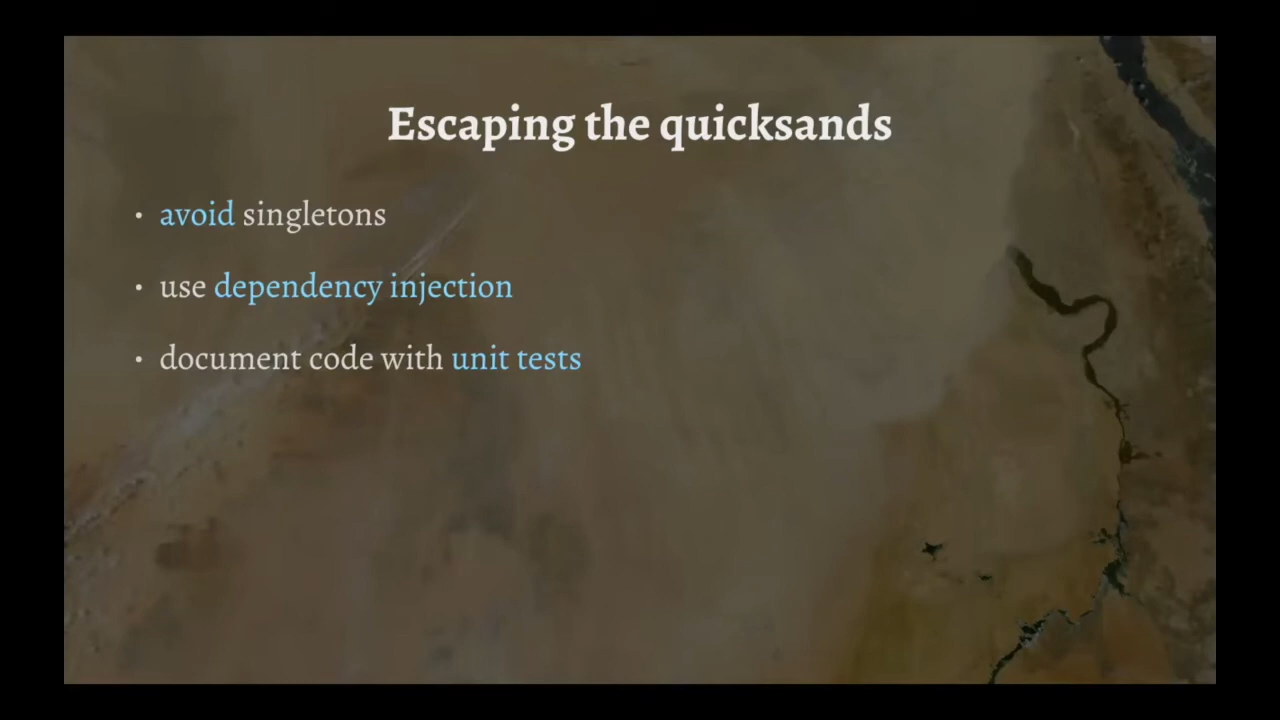 Escaping the quicksands
• avoid singletons
• use dependency injection
• document code with unit tests